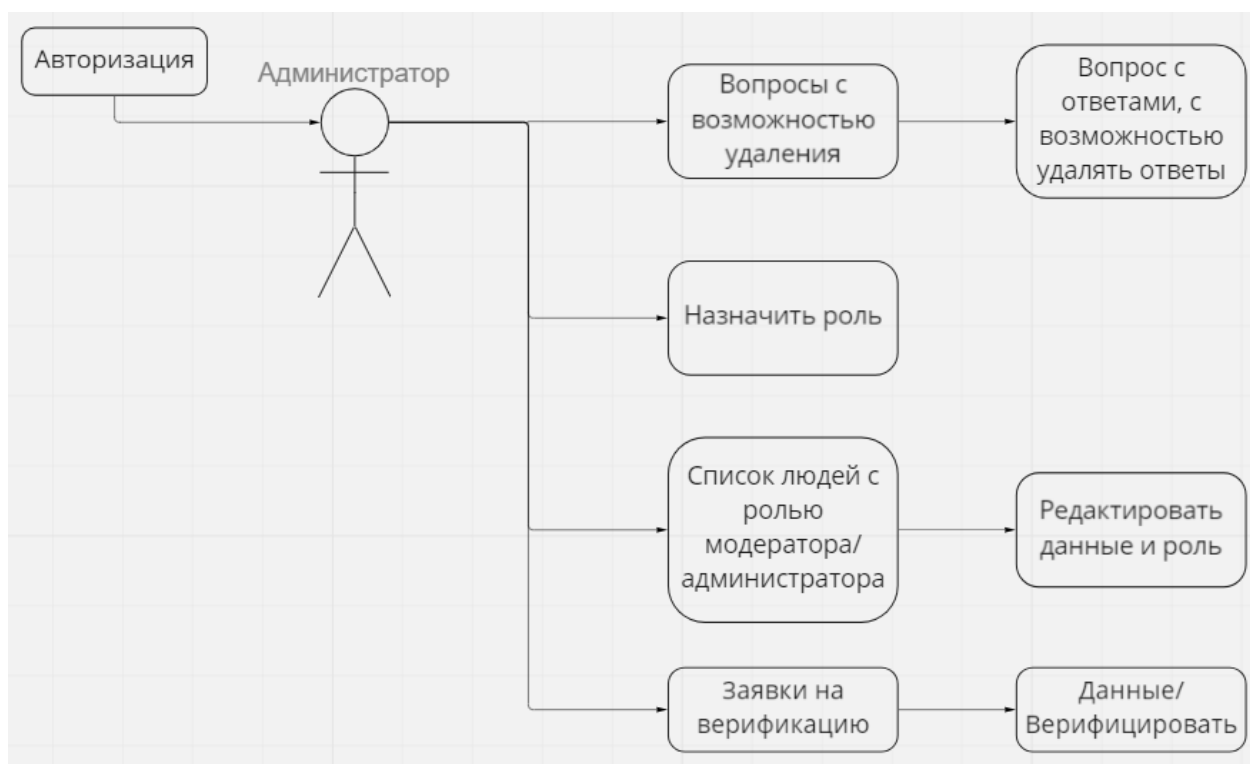 Авторизация
Администратор
Вопросы с
возможностью
удаления
Вопрос с
ответами, с
возможностью
удалять ответы
Назначить роль
Список людей с
ролью
модератора/
администратора
Редактировать
данные и роль
Заявки на
верификацию
Данные/
Верифицировать